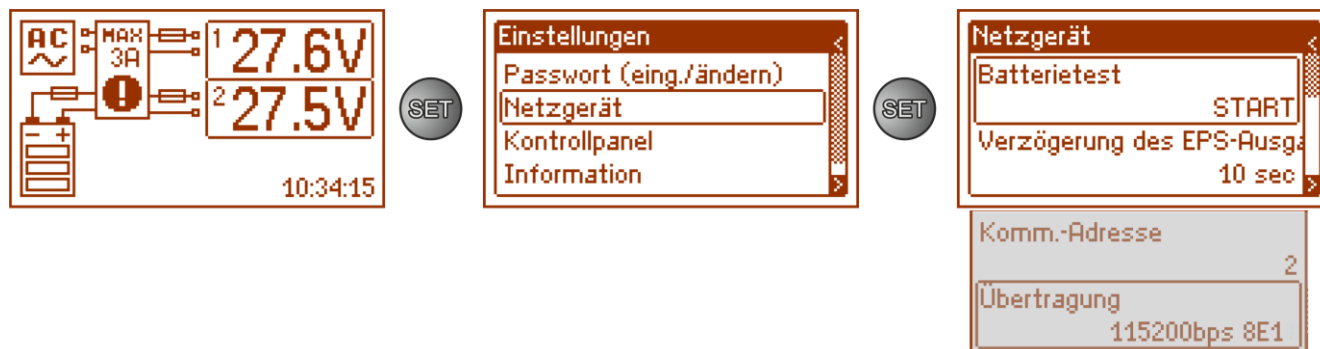 AC
MAX
3A
1 27.6V
2 27.5V
10:34:15
SET
Einstellungen
Passwort (eing./ändern)
Netzgerät
Kontrollpanel
Information
SET
Netzgerät
Batterietest
START
Verzögerung des EPS-Ausga
10 sec
Komm.-Adresse
2
Übertragung
115200bps 8E1